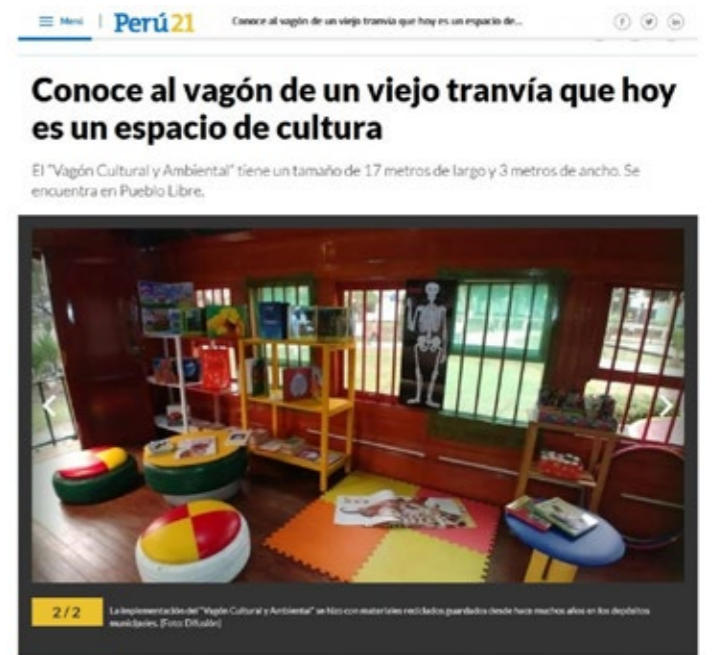 Menú
Perú21
Conoce al vagón de un viejo tranvía que hoy es un espacio de...
Conoce al vagón de un viejo tranvía que hoy
es un espacio de cultura
El "Vagón Cultural y Ambiental" tiene un tamaño de 17 metros de largo y 3 metros de ancho. Se
encuentra en Pueblo Libre.
2 / 2
La implementación del "Vagón Cultural y Ambiental" se hizo con materiales reciclados guardados desde hace muchos años en los depósitos
municipales. (Foto: Difusión)